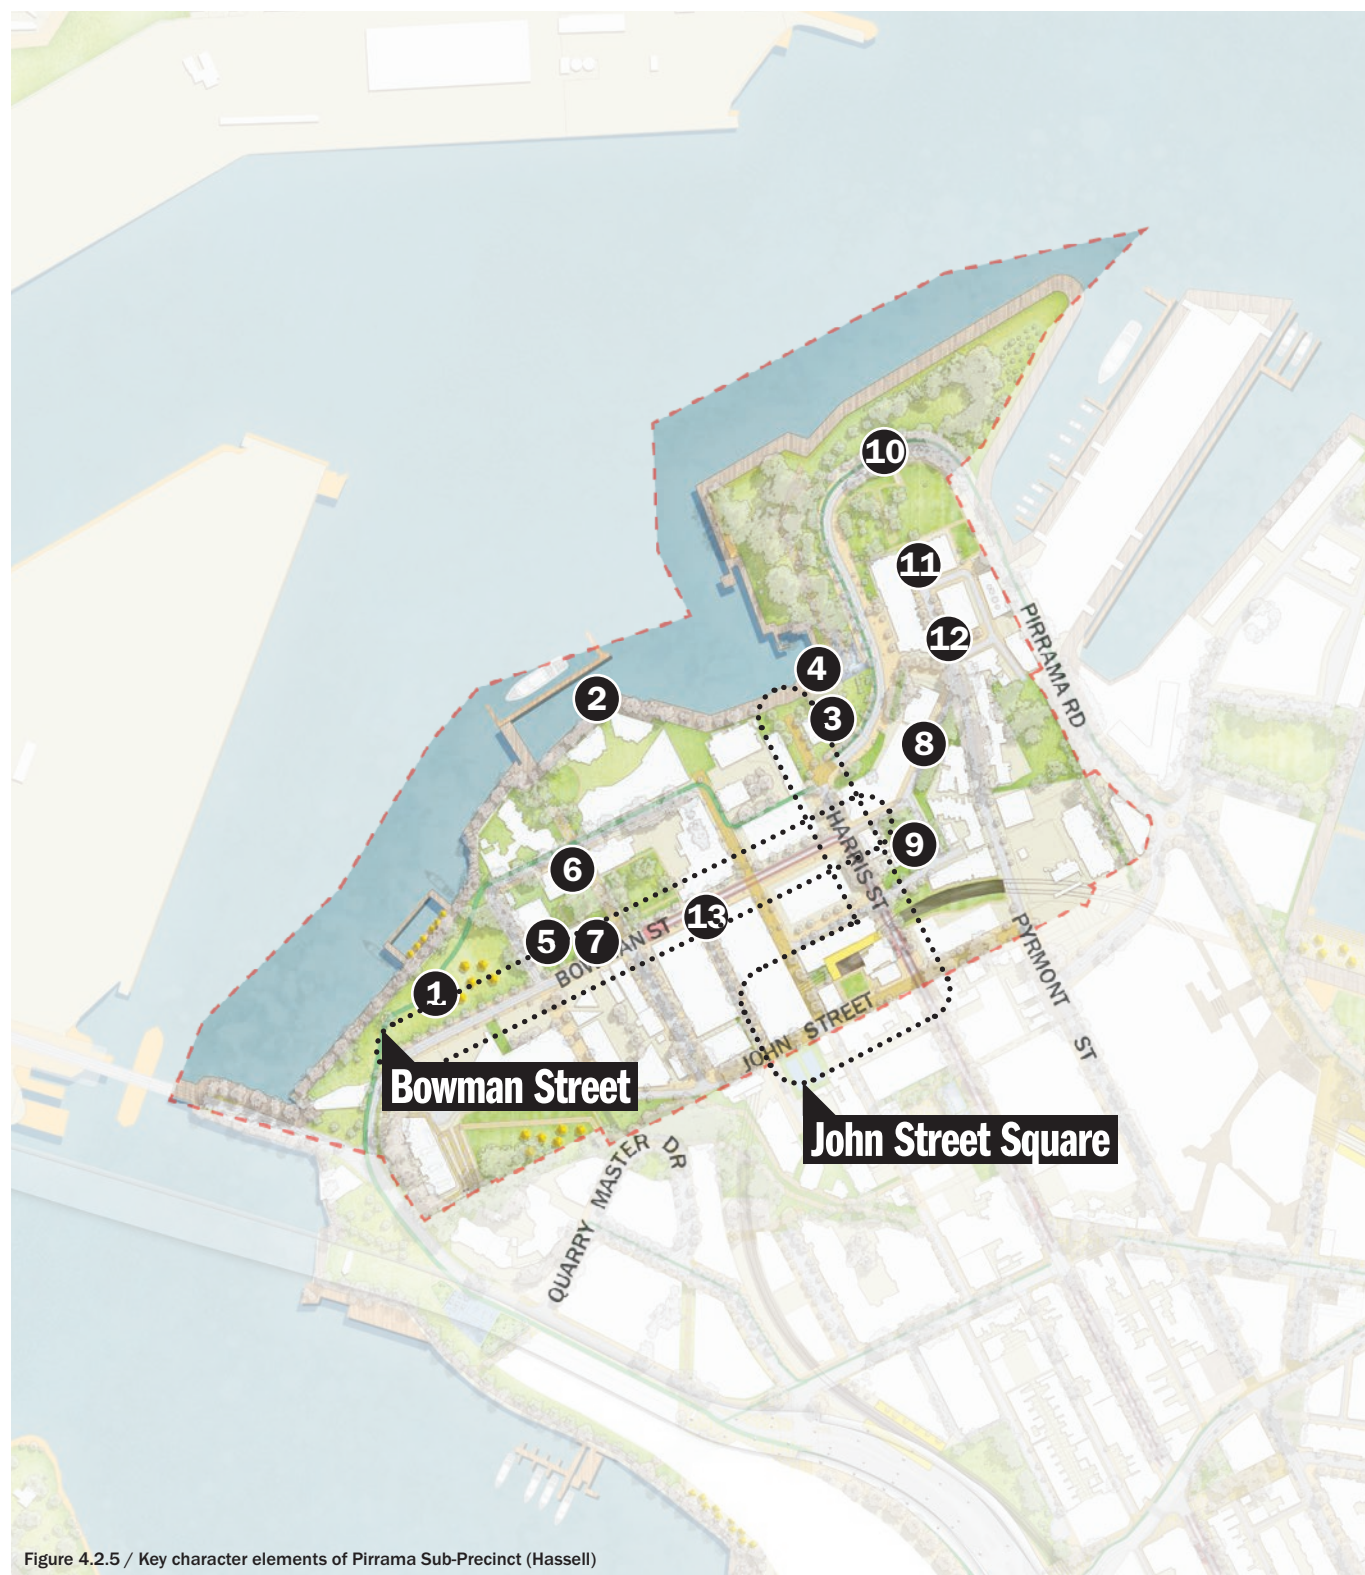 10
11
12
PIRRAMA RD
4
2
3
8
HARRIS ST
9
6
13
5
7
BOWMAN ST
PYRMONT ST
1
JOHN STREET
Bowman Street
John Street Square
QUARRY MASTER DR
Figure 4.2.5 / Key character elements of Pirrama Sub-Precinct (Hassell)